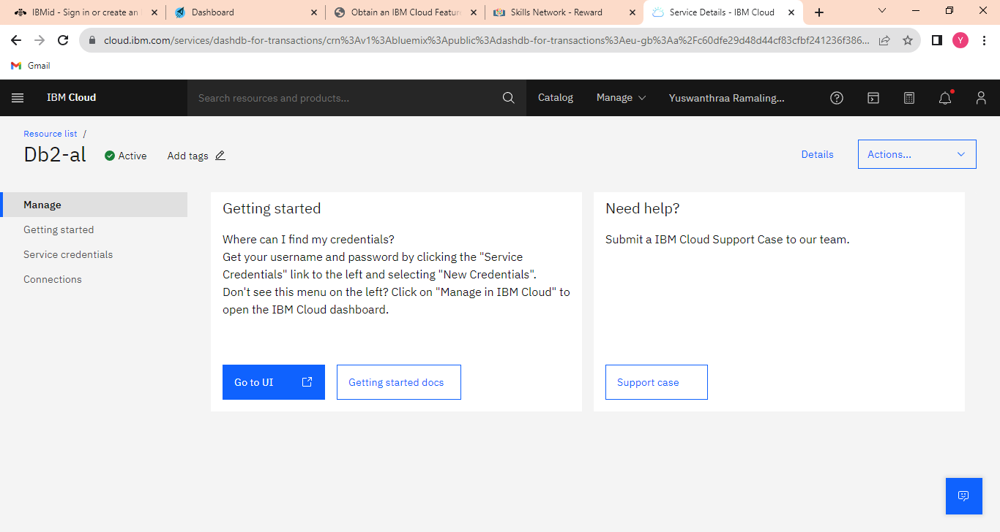 IBMid - Sign in or create an
Dashboard
Obtain an IBM Cloud Featur
Skills Network - Reward
Service Details - IBM Cloud
cloud.ibm.com/services/dashdb-for-transactions/crn%3Av1%3Abluemix%3Apublic%3Adashdb-for-transactions%3Aeu-gb%3Aa%2Fc60dfe29d48d44cf83cfbf241236f386...
Y
Gmail
IBM Cloud
Search resources and products...
Catalog
Manage
Yuswanthraa Ramaling...
Resource list /
Db2-al
Active
Add tags
Details
Actions...
Manage
Getting started
Service credentials
Connections
Getting started
Where can I find my credentials?
Get your username and password by clicking the "Service
Credentials" link to the left and selecting "New Credentials".
Don't see this menu on the left? Click on "Manage in IBM Cloud" to
open the IBM Cloud dashboard.
Go to UI
Getting started docs
Need help?
Submit a IBM Cloud Support Case to our team.
Support case